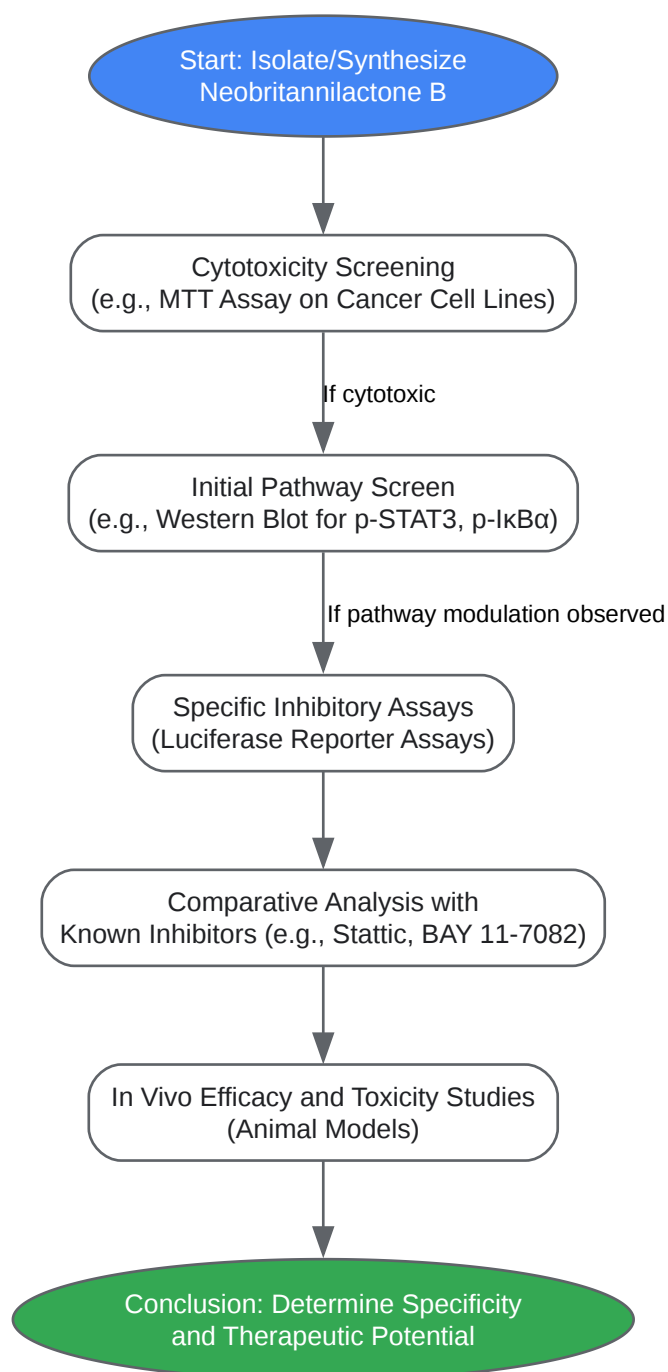 Start: Isolate/Synthesize
Neobritannilactone B
Cytotoxicity Screening
(e.g., MTT Assay on Cancer Cell Lines)
If cytotoxic
Initial Pathway Screen
(e.g., Western Blot for p-STAT3, p-IκBα)
If pathway modulation observed
Specific Inhibitory Assays
(Luciferase Reporter Assays)
Comparative Analysis with
Known Inhibitors (e.g., Stattic, BAY 11-7082)
In Vivo Efficacy and Toxicity Studies
(Animal Models)
Conclusion: Determine Specificity
and Therapeutic Potential